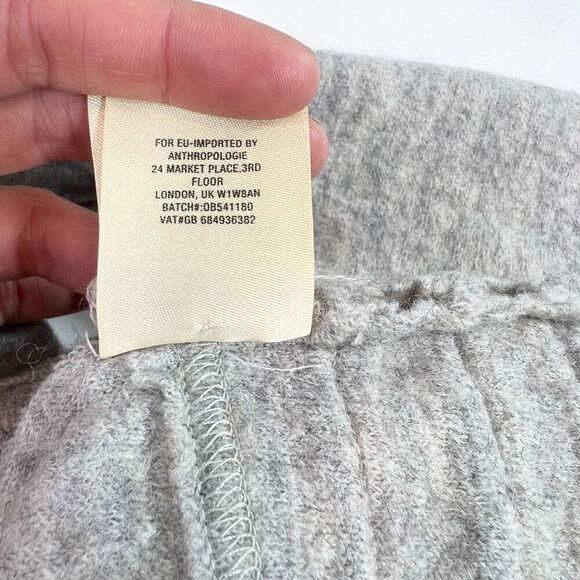 FOR EU-IMPORTED BY
ANTHROPOLOGIE
24 MARKET PLACE,3RD
FLOOR
LONDON, UK W1W8AN
BATCH#:OB541180
VAT#GB 684936382